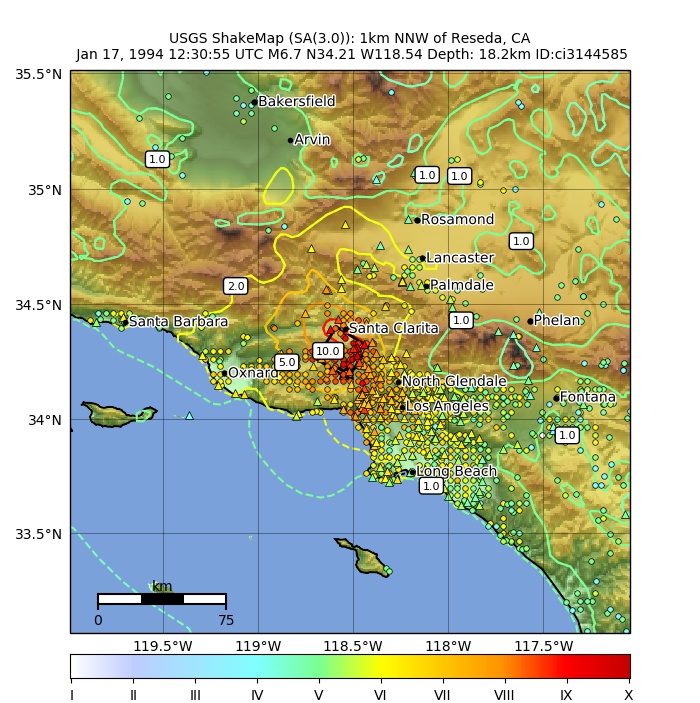 USGS ShakeMap (SA(3.0)): 1km NNW of Reseda, CA
Jan 17, 1994 12:30:55 UTC M6.7 N34.21 W118.54 Depth: 18.2km ID:ci3144585
35.5°N
Bakersfield
Arvin
1.0
35°N
1.0
1.0
Rosamond
1.0
Lancaster
2.0
Palmdale
34.5°N
Santa Barbara
Santa Clarita
1.0
Phelan
10.0
5.0
Oxnard
North Glendale
Fontana
Los Angeles
34°N
1.0
Long Beach
1.0
33.5°N
km
0 75
119.5°W 119°W 118.5°W 118°W 117.5°W
I II III IV V VI VII VIII IX X